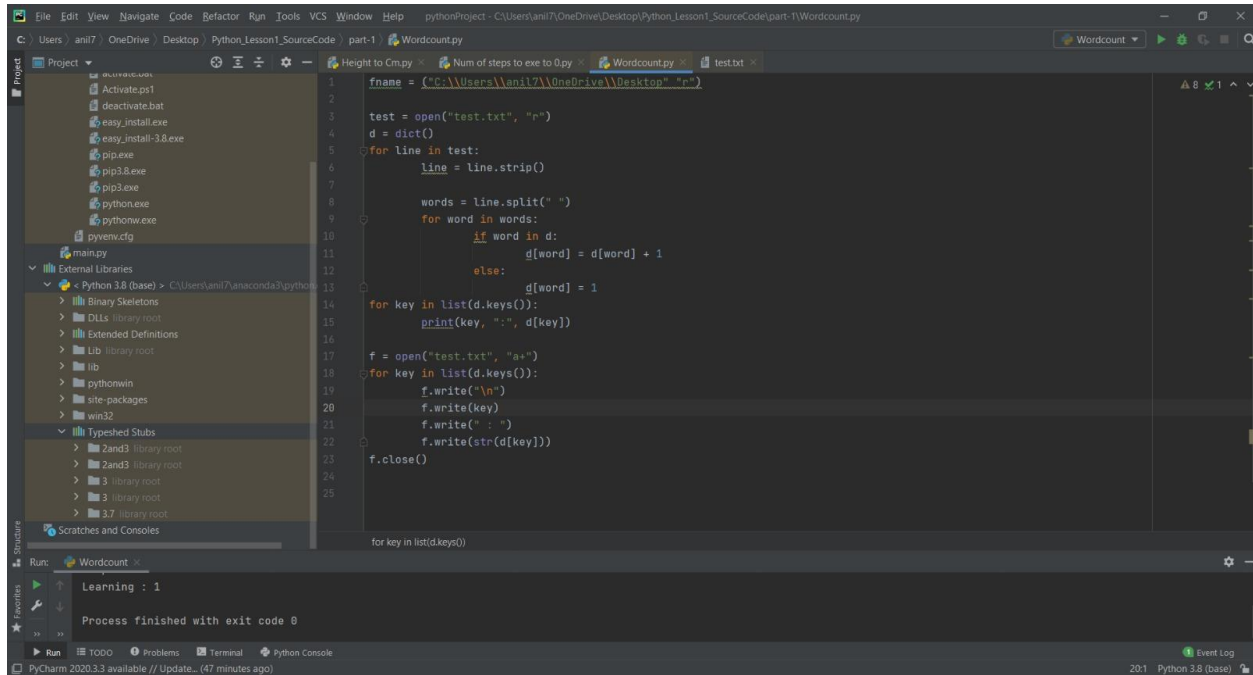 File Edit View Navigate Code Refactor Run Tools VCS Window Help pythonProject - C:\Users\anil7\OneDrive\Desktop\Python_Lesson1_SourceCode\part-1\Wordcount.py
C: Users anil7 OneDrive Desktop Python_Lesson1_SourceCode part-1 Wordcount.py Wordcount
Project Project Height to Cm.py Num of steps to exe to 0.py Wordcount.py test.txt
activate.bat
Activate.ps1
deactivate.bat
easy_install.exe
easy_install-3.8.exe
pip.exe
pip3.8.exe
pip3.exe
python.exe
pythonw.exe
pyvenv.cfg
main.py
External Libraries
< Python 3.8 (base) > C:\Users\anil7\anaconda3\python
Binary Skeletons
DLLs library root
Extended Definitions
Lib library root
lib
pythonwin
site-packages
win32
Typeshed Stubs
2and3 library root
2and3 library root
3 library root
3 library root
3.7 library root
Scratches and Consoles
1 fname = ("C:\\Users\\anil7\\OneDrive\\Desktop" "r") 8 1
2
3 test = open("test.txt", "r")
4 d = dict()
5 for line in test:
6 line = line.strip()
7
8 words = line.split(" ")
9 for word in words:
10 if word in d:
11 d[word] = d[word] + 1
12 else:
13 d[word] = 1
14 for key in list(d.keys()):
15 print(key, ":", d[key])
16
17 f = open("test.txt", "a+")
18 for key in list(d.keys()):
19 f.write("\n")
20 f.write(key)
21 f.write(" : ")
22 f.write(str(d[key]))
23 f.close()
24
25
for key in list(d.keys())
Structure
Favorites
Run: Wordcount
Learning : 1
Process finished with exit code 0
Run TODO Problems Terminal Python Console 1 Event Log
PyCharm 2020.3.3 available // Update... (47 minutes ago) 20:1 Python 3.8 (base)